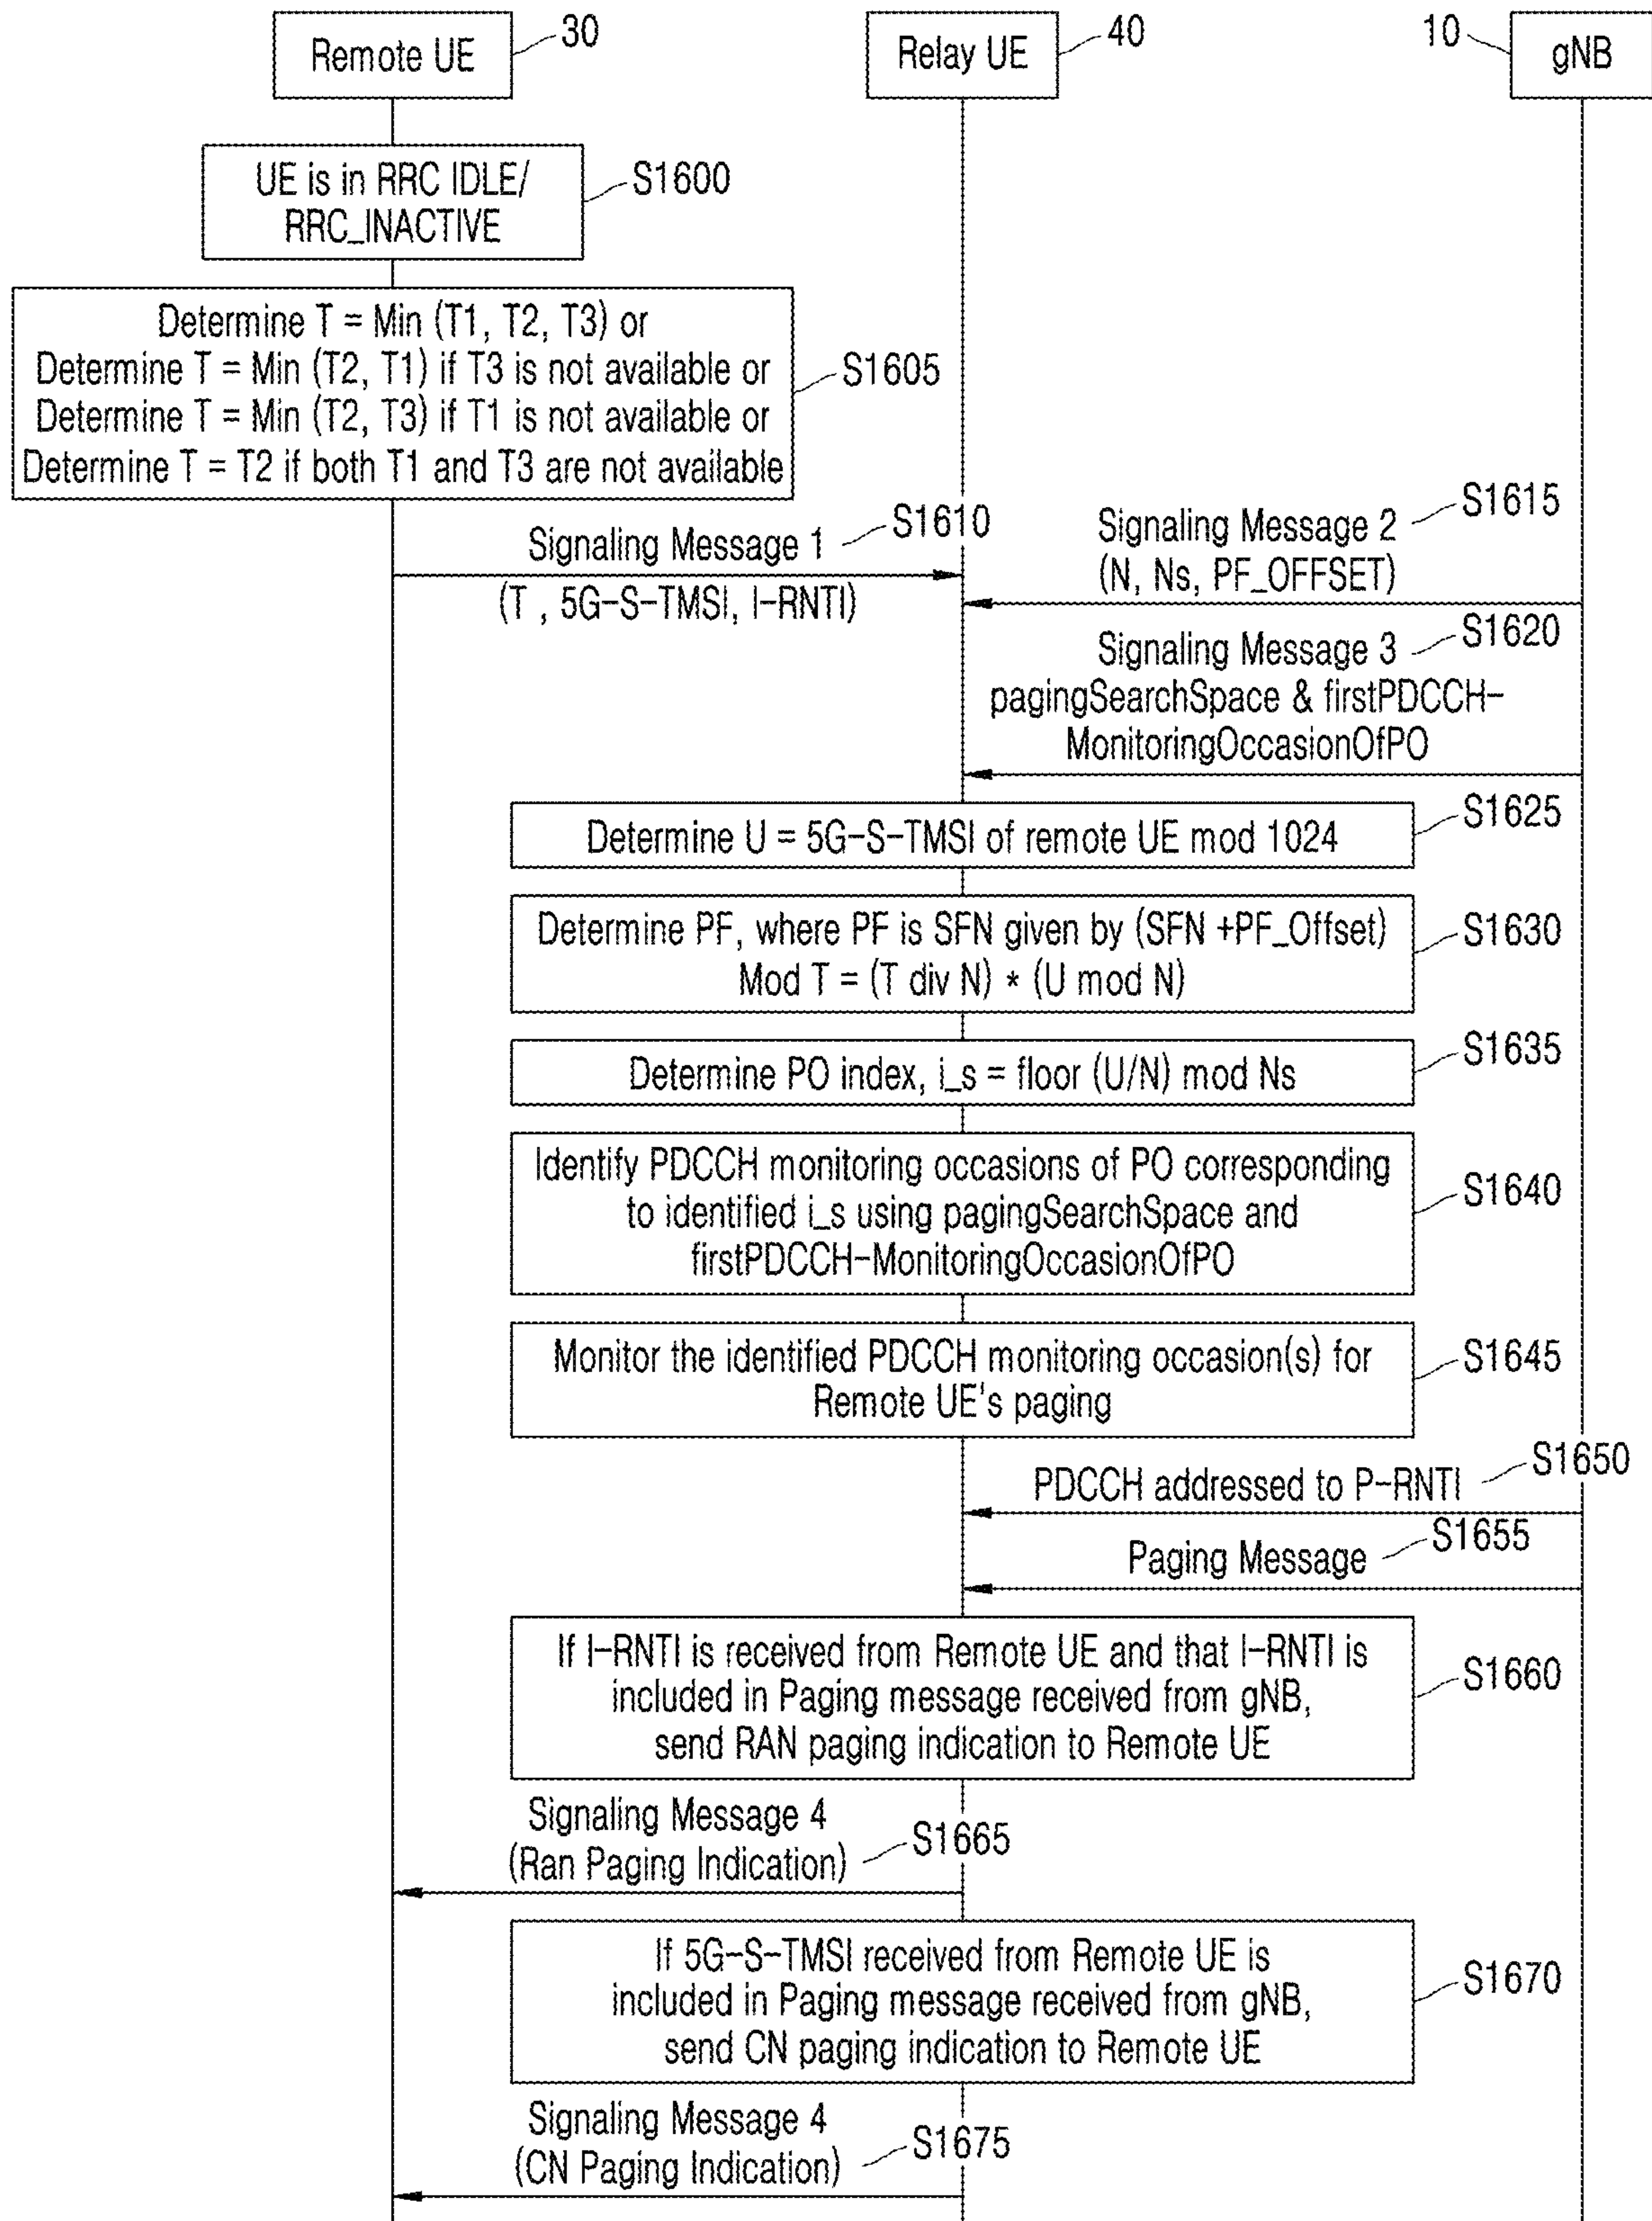 Remote UE
30
Relay UE
40
10
gNB
UE is in RRC IDLE/
RRC_INACTIVE
S1600
Determine T = Min (T1, T2, T3) or
Determine T = Min (T2, T1) if T3 is not available or
Determine T = Min (T2, T3) if T1 is not available or
Determine T = T2 if both T1 and T3 are not available
S1605
Signaling Message 1
S1610
(T , 5G-S-TMSI, I-RNTI)
Signaling Message 2
S1615
(N, Ns, PF_OFFSET)
Signaling Message 3
S1620
pagingSearchSpace & firstPDCCH-
MonitoringOccasionOfPO
Determine U = 5G-S-TMSI of remote UE mod 1024
S1625
Determine PF, where PF is SFN given by (SFN +PF_Offset)
Mod T = (T div N) * (U mod N)
S1630
Determine PO index, i_s = floor (U/N) mod Ns
S1635
Identify PDCCH monitoring occasions of PO corresponding
to identified i_s using pagingSearchSpace and
firstPDCCH-MonitoringOccasionOfPO
S1640
Monitor the identified PDCCH monitoring occasion(s) for
Remote UE's paging
S1645
PDCCH addressed to P-RNTI
S1650
Paging Message
S1655
If I-RNTI is received from Remote UE and that I-RNTI is
included in Paging message received from gNB,
send RAN paging indication to Remote UE
S1660
Signaling Message 4
(Ran Paging Indication)
S1665
If 5G-S-TMSI received from Remote UE is
included in Paging message received from gNB,
send CN paging indication to Remote UE
S1670
Signaling Message 4
(CN Paging Indication)
S1675